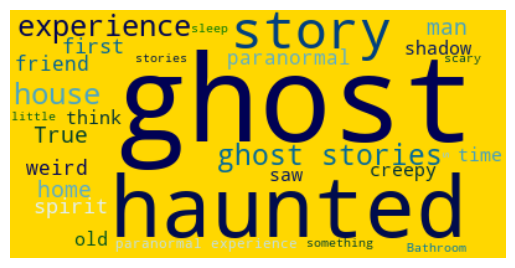 experience
sleep
story
man
first
paranormal
shadow
friend
stories
scary
ghost
house
little
think
True
ghost stories
time
weird
saw
creepy
home
haunted
spirit
old
paranormal experience
something
Bathroom